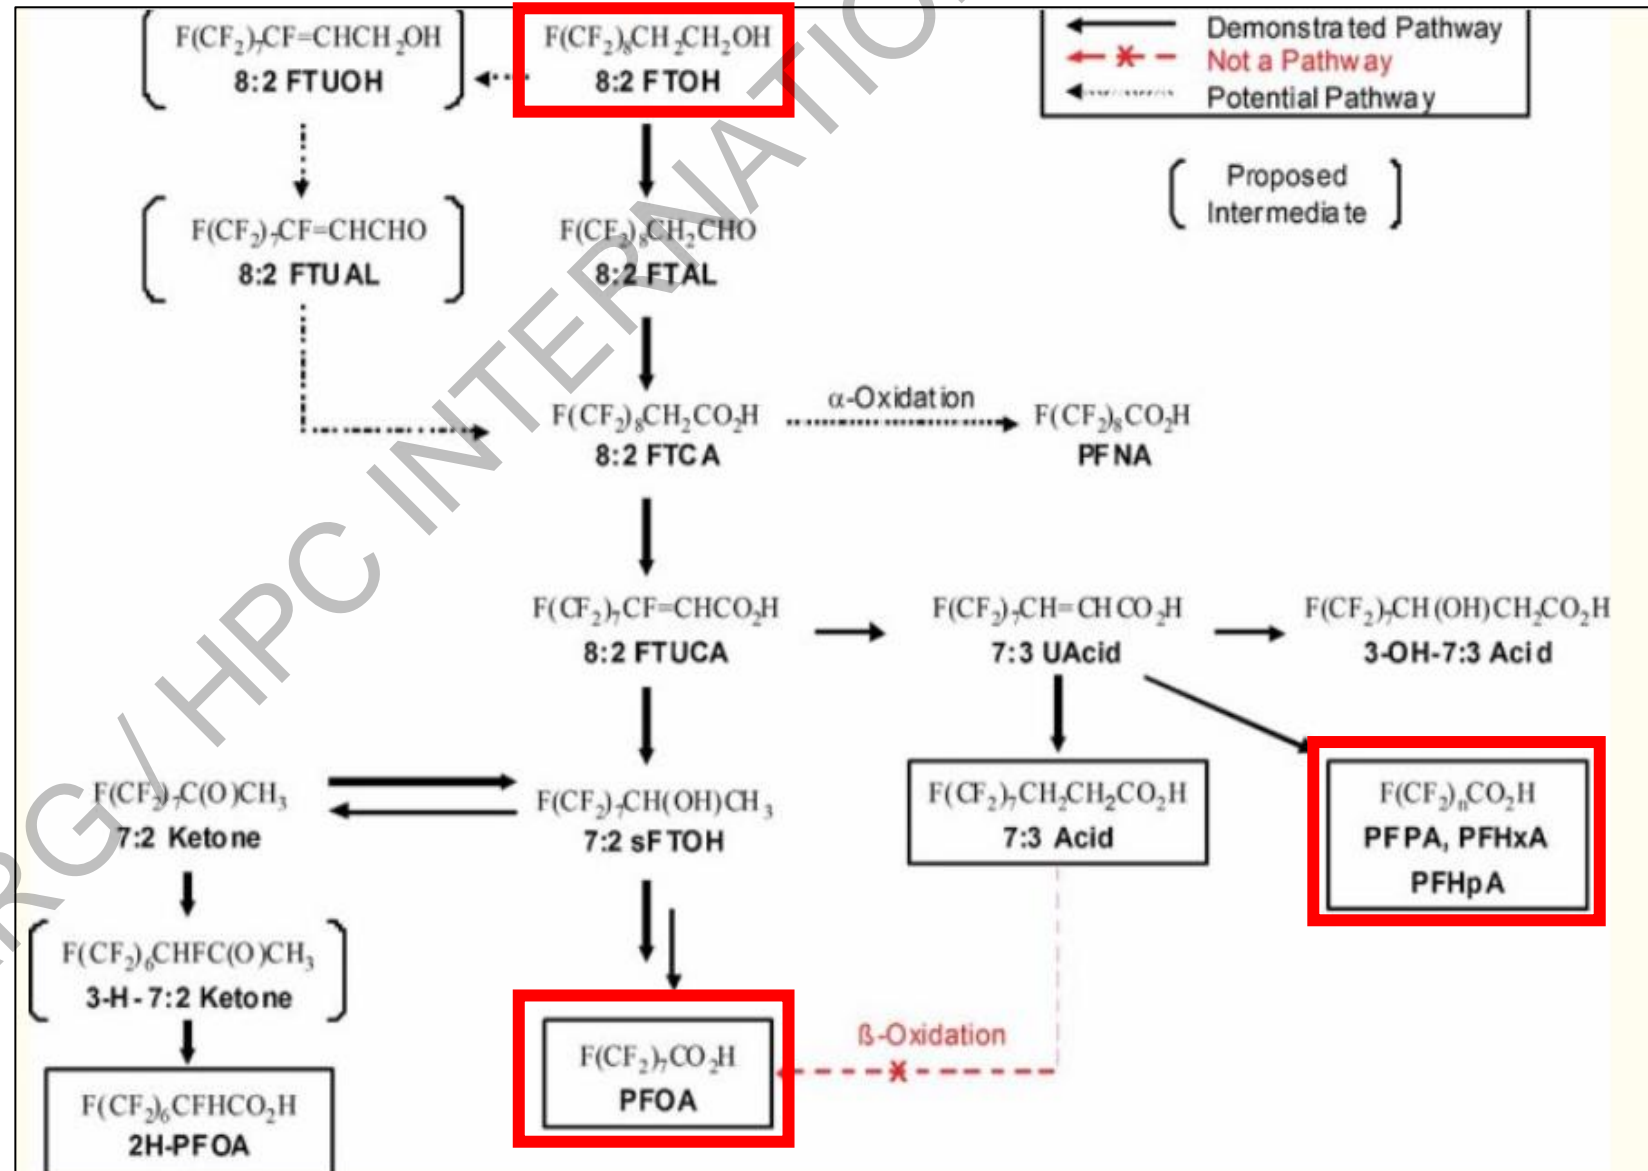 F(CF₂)₇CF=CHCH₂OH
8:2 FTUOH
F(CF₂)₈CH₂CH₂OH
8:2 FTOH
Demonstrated Pathway
Not a Pathway
Potential Pathway
Proposed
Intermediate
F(CF₂)₇CF=CHCHO
8:2 FTUAL
F(CF₂)₈CH₂CHO
8:2 FTAL
F(CF₂)₈CH₂CO₂H
8:2 FTCA
α-Oxidation
F(CF₂)₈CO₂H
PFNA
F(CF₂)₇CF=CHCO₂H
8:2 FTUCA
F(CF₂)₇CH=CHCO₂H
7:3 UAcid
F(CF₂)₇CH(OH)CH₂CO₂H
3-OH-7:3 Acid
F(CF₂)₇C(O)CH₃
7:2 Ketone
F(CF₂)₇CH(OH)CH₃
7:2 sFTOH
F(CF₂)₇CH₂CH₂CO₂H
7:3 Acid
F(CF₂)ₙCO₂H
PFPA, PFHxA
PFHpA
F(CF₂)₆CHFC(O)CH₃
3-H-7:2 Ketone
F(CF₂)₇CO₂H
PFOA
ß-Oxidation
F(CF₂)₆CFHCO₂H
2H-PFOA
RG / HPC INTERNATIO